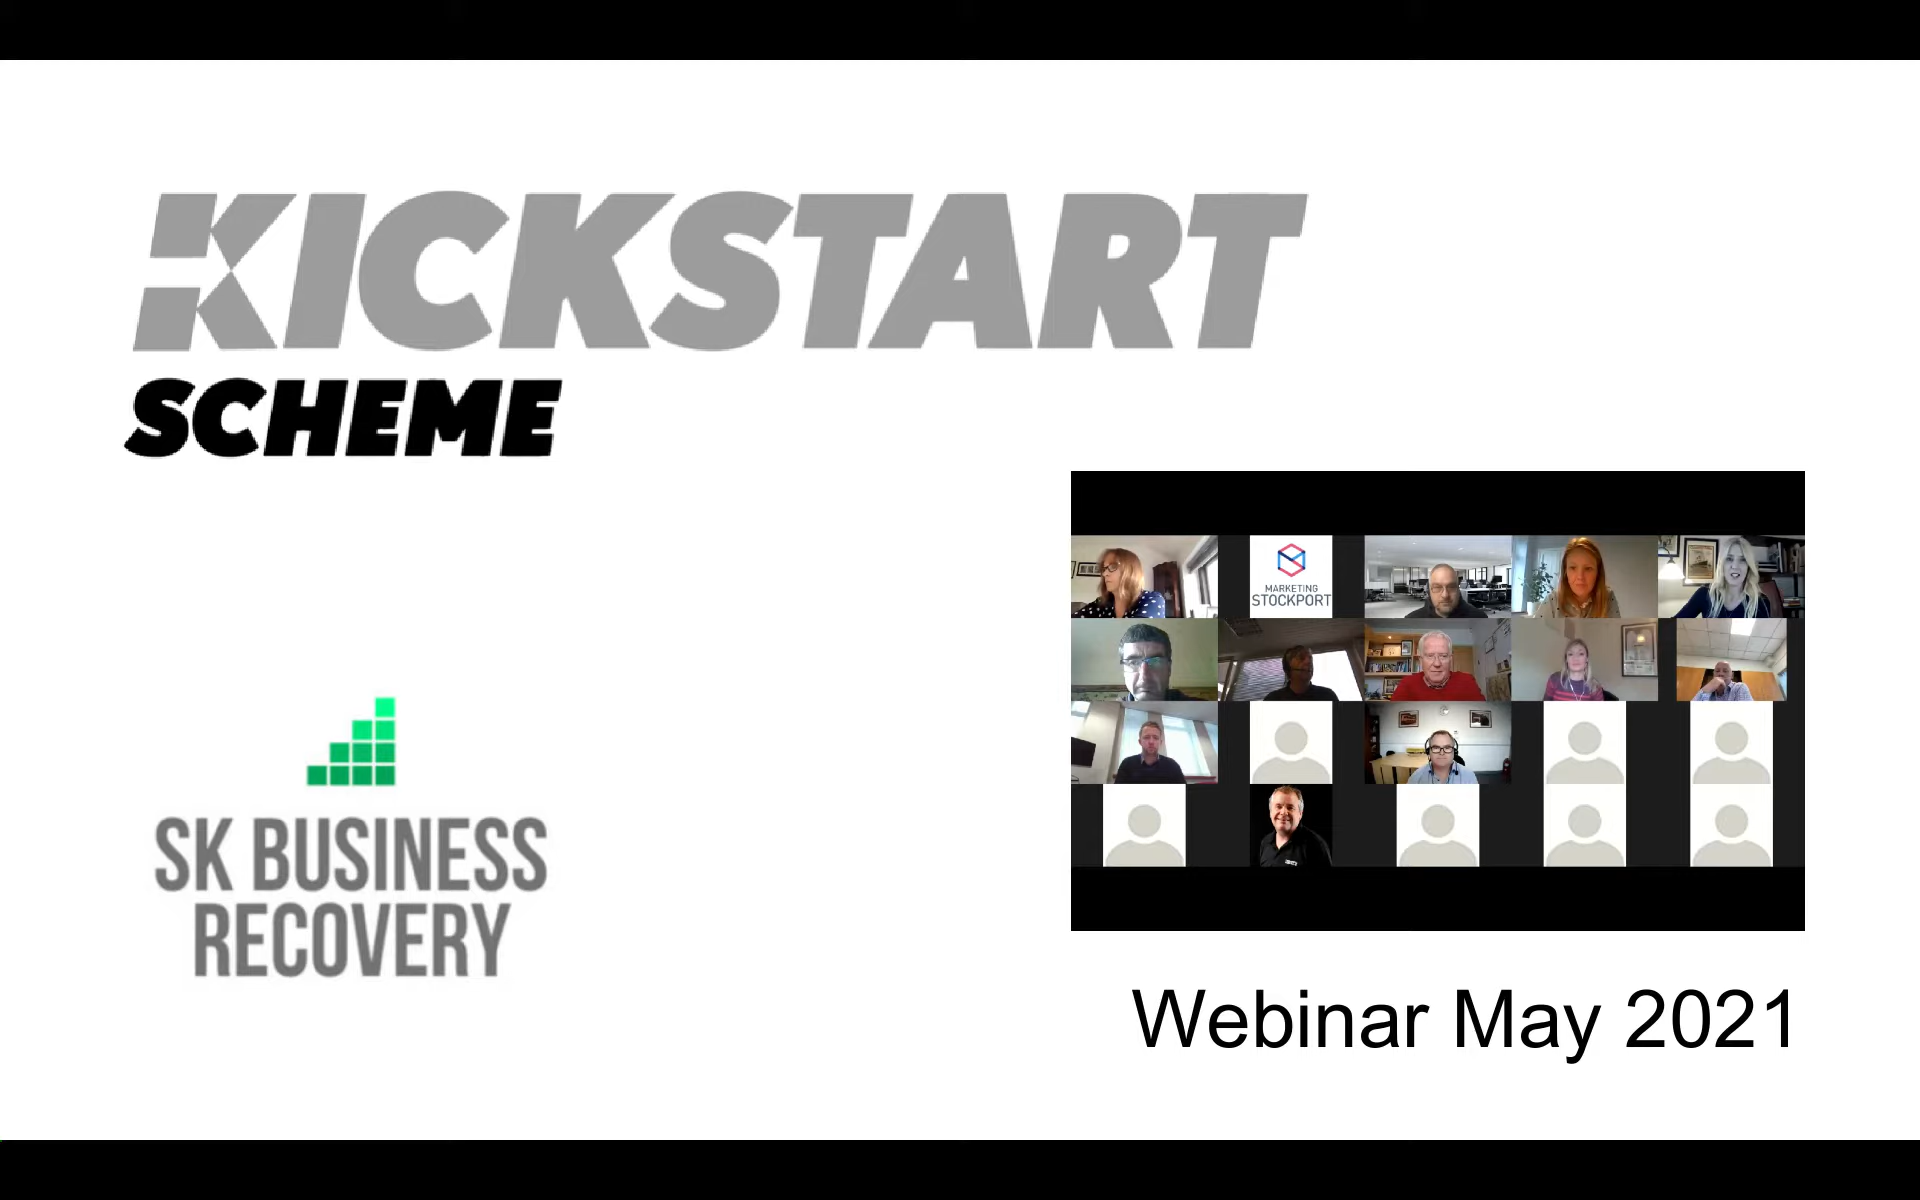 KICKSTART
SCHEME
MARKETING
STOCKPORT
SK BUSINESS
RECOVERY
Webinar May 2021